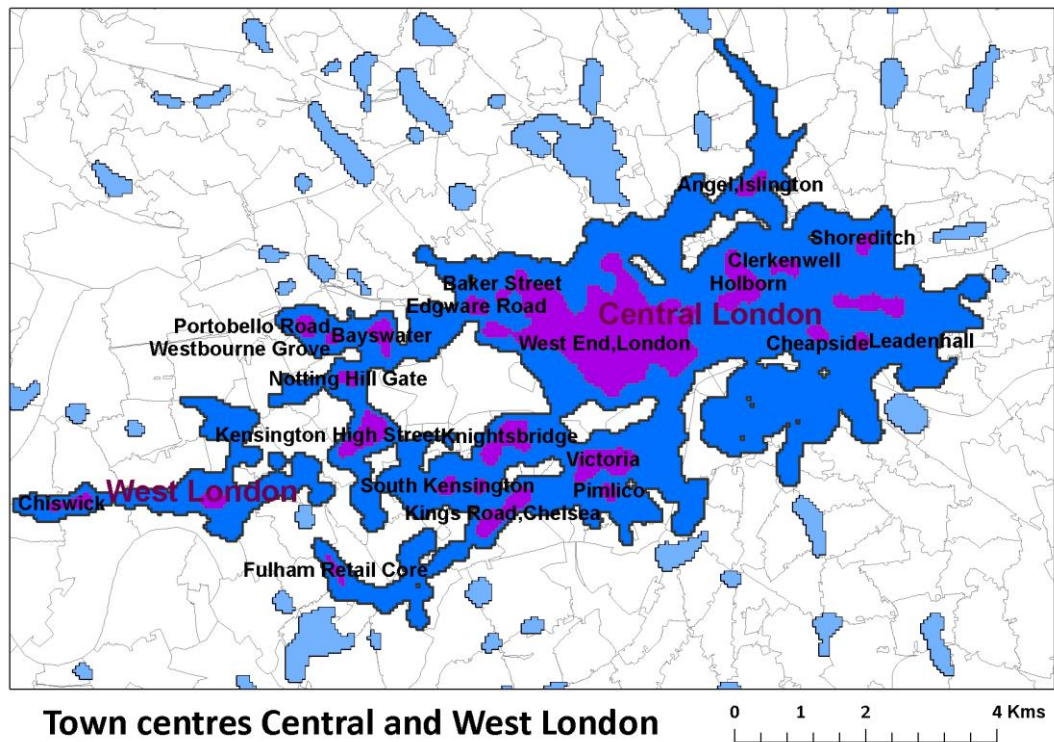 Angel,Islington
Shoreditch
Clerkenwell
Baker Street
Holborn
Edgware Road
Central London
Portobello Road
Bayswater
West End,London
Cheapside
Leadenhall
Westbourne Grove
Notting Hill Gate
Kensington High Street
Knightsbridge
Victoria
South Kensington
Pimlico
West London
Chiswick
Kings Road,Chelsea
Fulham Retail Core
Town centres Central and West London
0 1 2 4 Kms